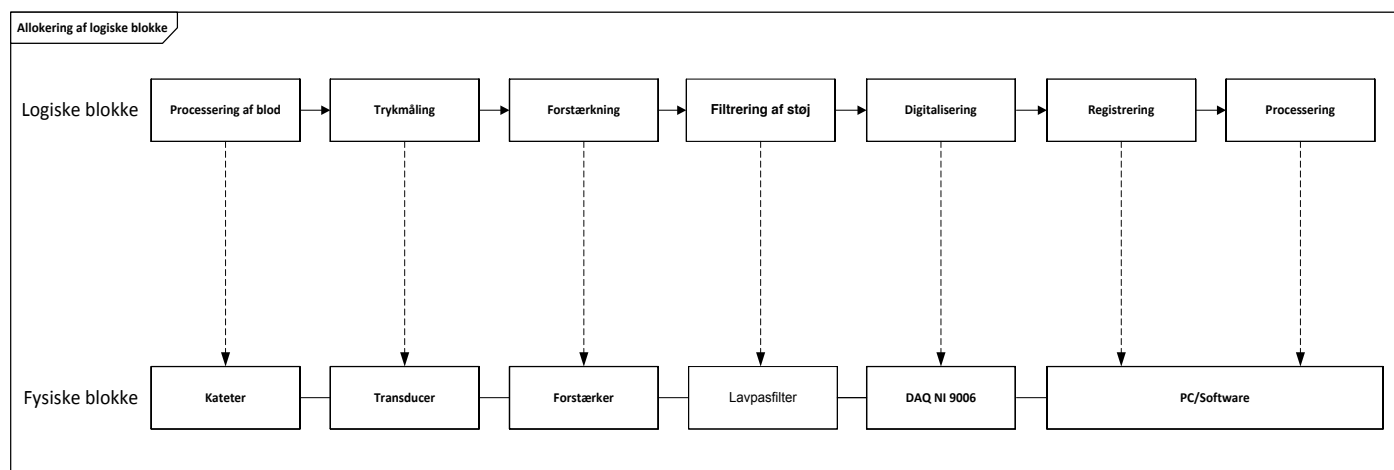 Allokering af logiske blokke
Logiske blokke
Processering af blod
Trykmåling
Forstærkning
Filtrering af støj
Digitalisering
Registrering
Processering
Fysiske blokke
Kateter
Transducer
Forstærker
Lavpasfilter
DAQ NI 9006
PC/Software